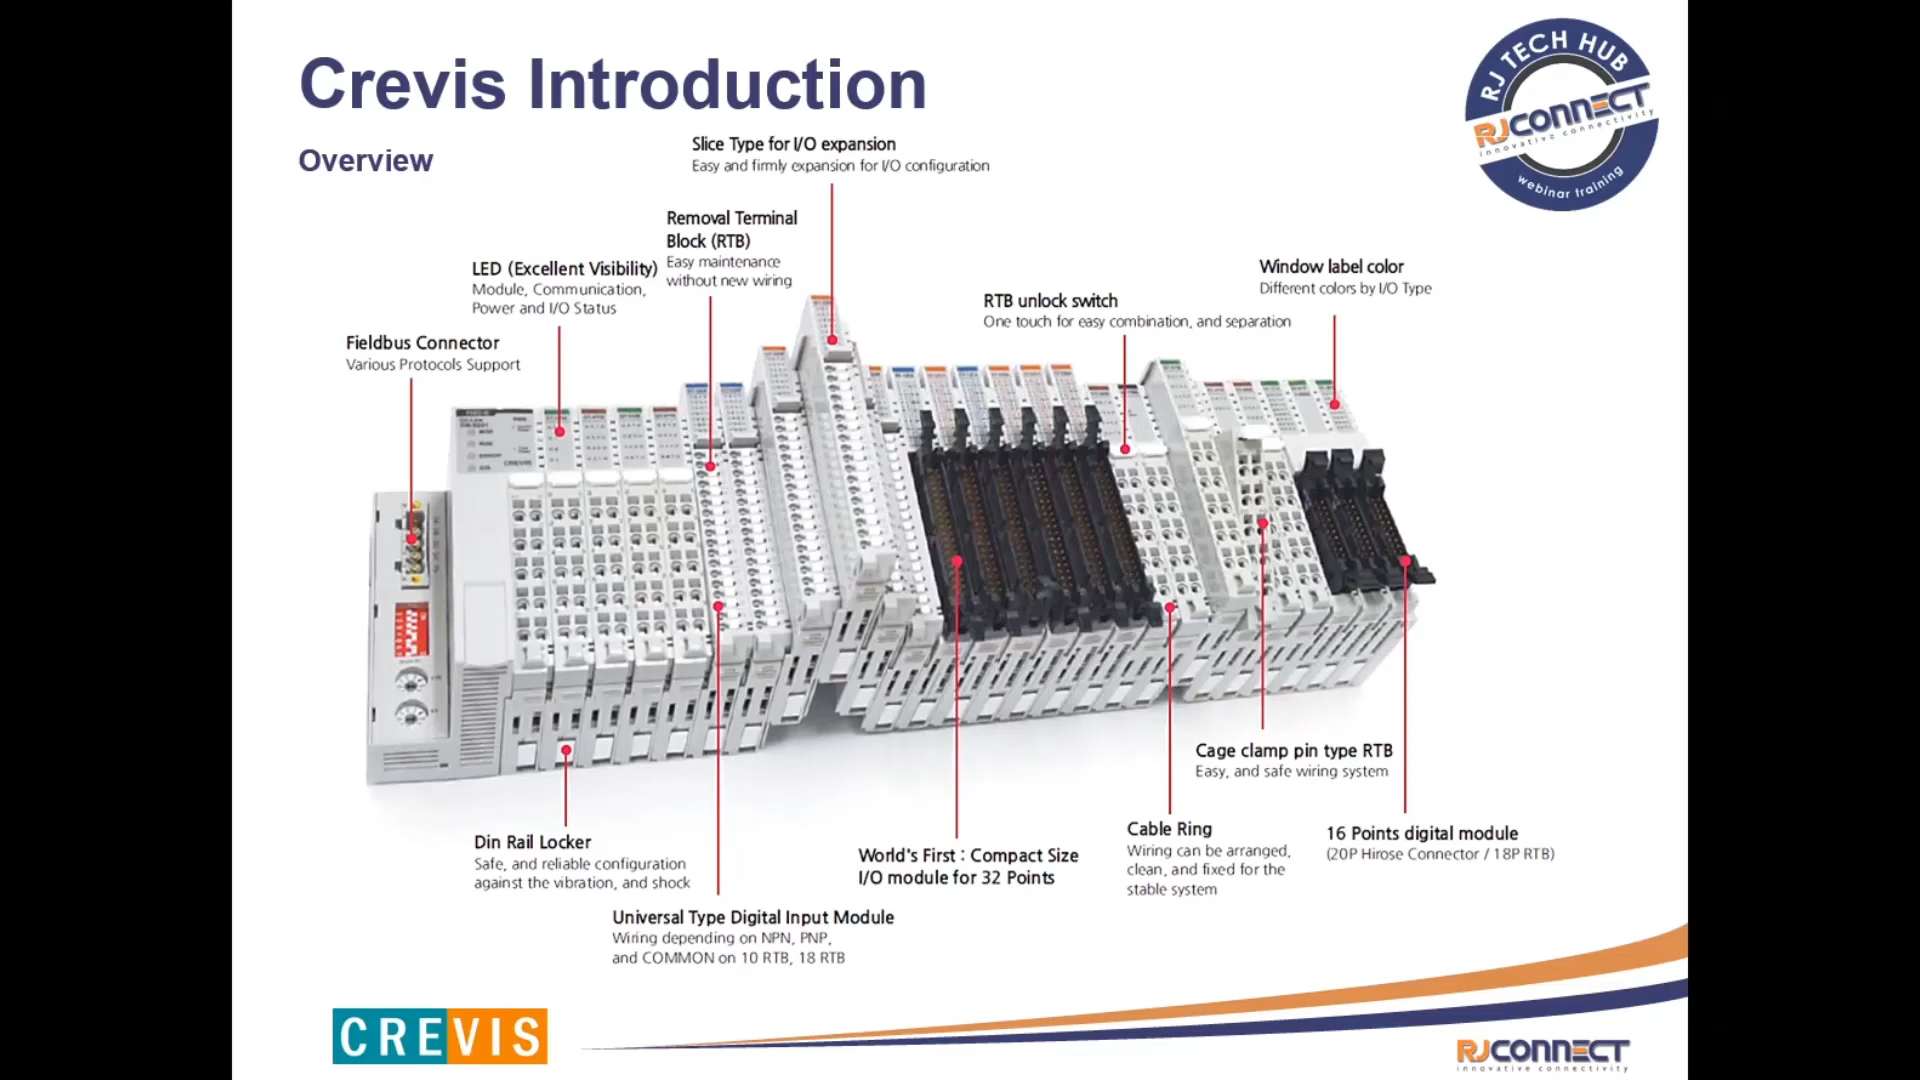 Crevis Introduction
Overview
RJ TECH HUB
RJCONNECT
innovative connectivity
webinar training
Slice Type for I/O expansion
Easy and firmly expansion for I/O configuration
Removal Terminal
Block (RTB)
Easy maintenance
without new wiring
LED (Excellent Visibility)
Module, Communication,
Power and I/O Status
Fieldbus Connector
Various Protocols Support
RTB unlock switch
One touch for easy combination, and separation
Window label color
Different colors by I/O Type
CREVIS
Din Rail Locker
Safe, and reliable configuration
against the vibration, and shock
Universal Type Digital Input Module
Wiring depending on NPN, PNP,
and COMMON on 10 RTB, 18 RTB
World's First : Compact Size
I/O module for 32 Points
Cable Ring
Wiring can be arranged,
clean, and fixed for the
stable system
Cage clamp pin type RTB
Easy, and safe wiring system
16 Points digital module
(20P Hirose Connector / 18P RTB)
CREVIS
RJCONNECT
innovative connectivity